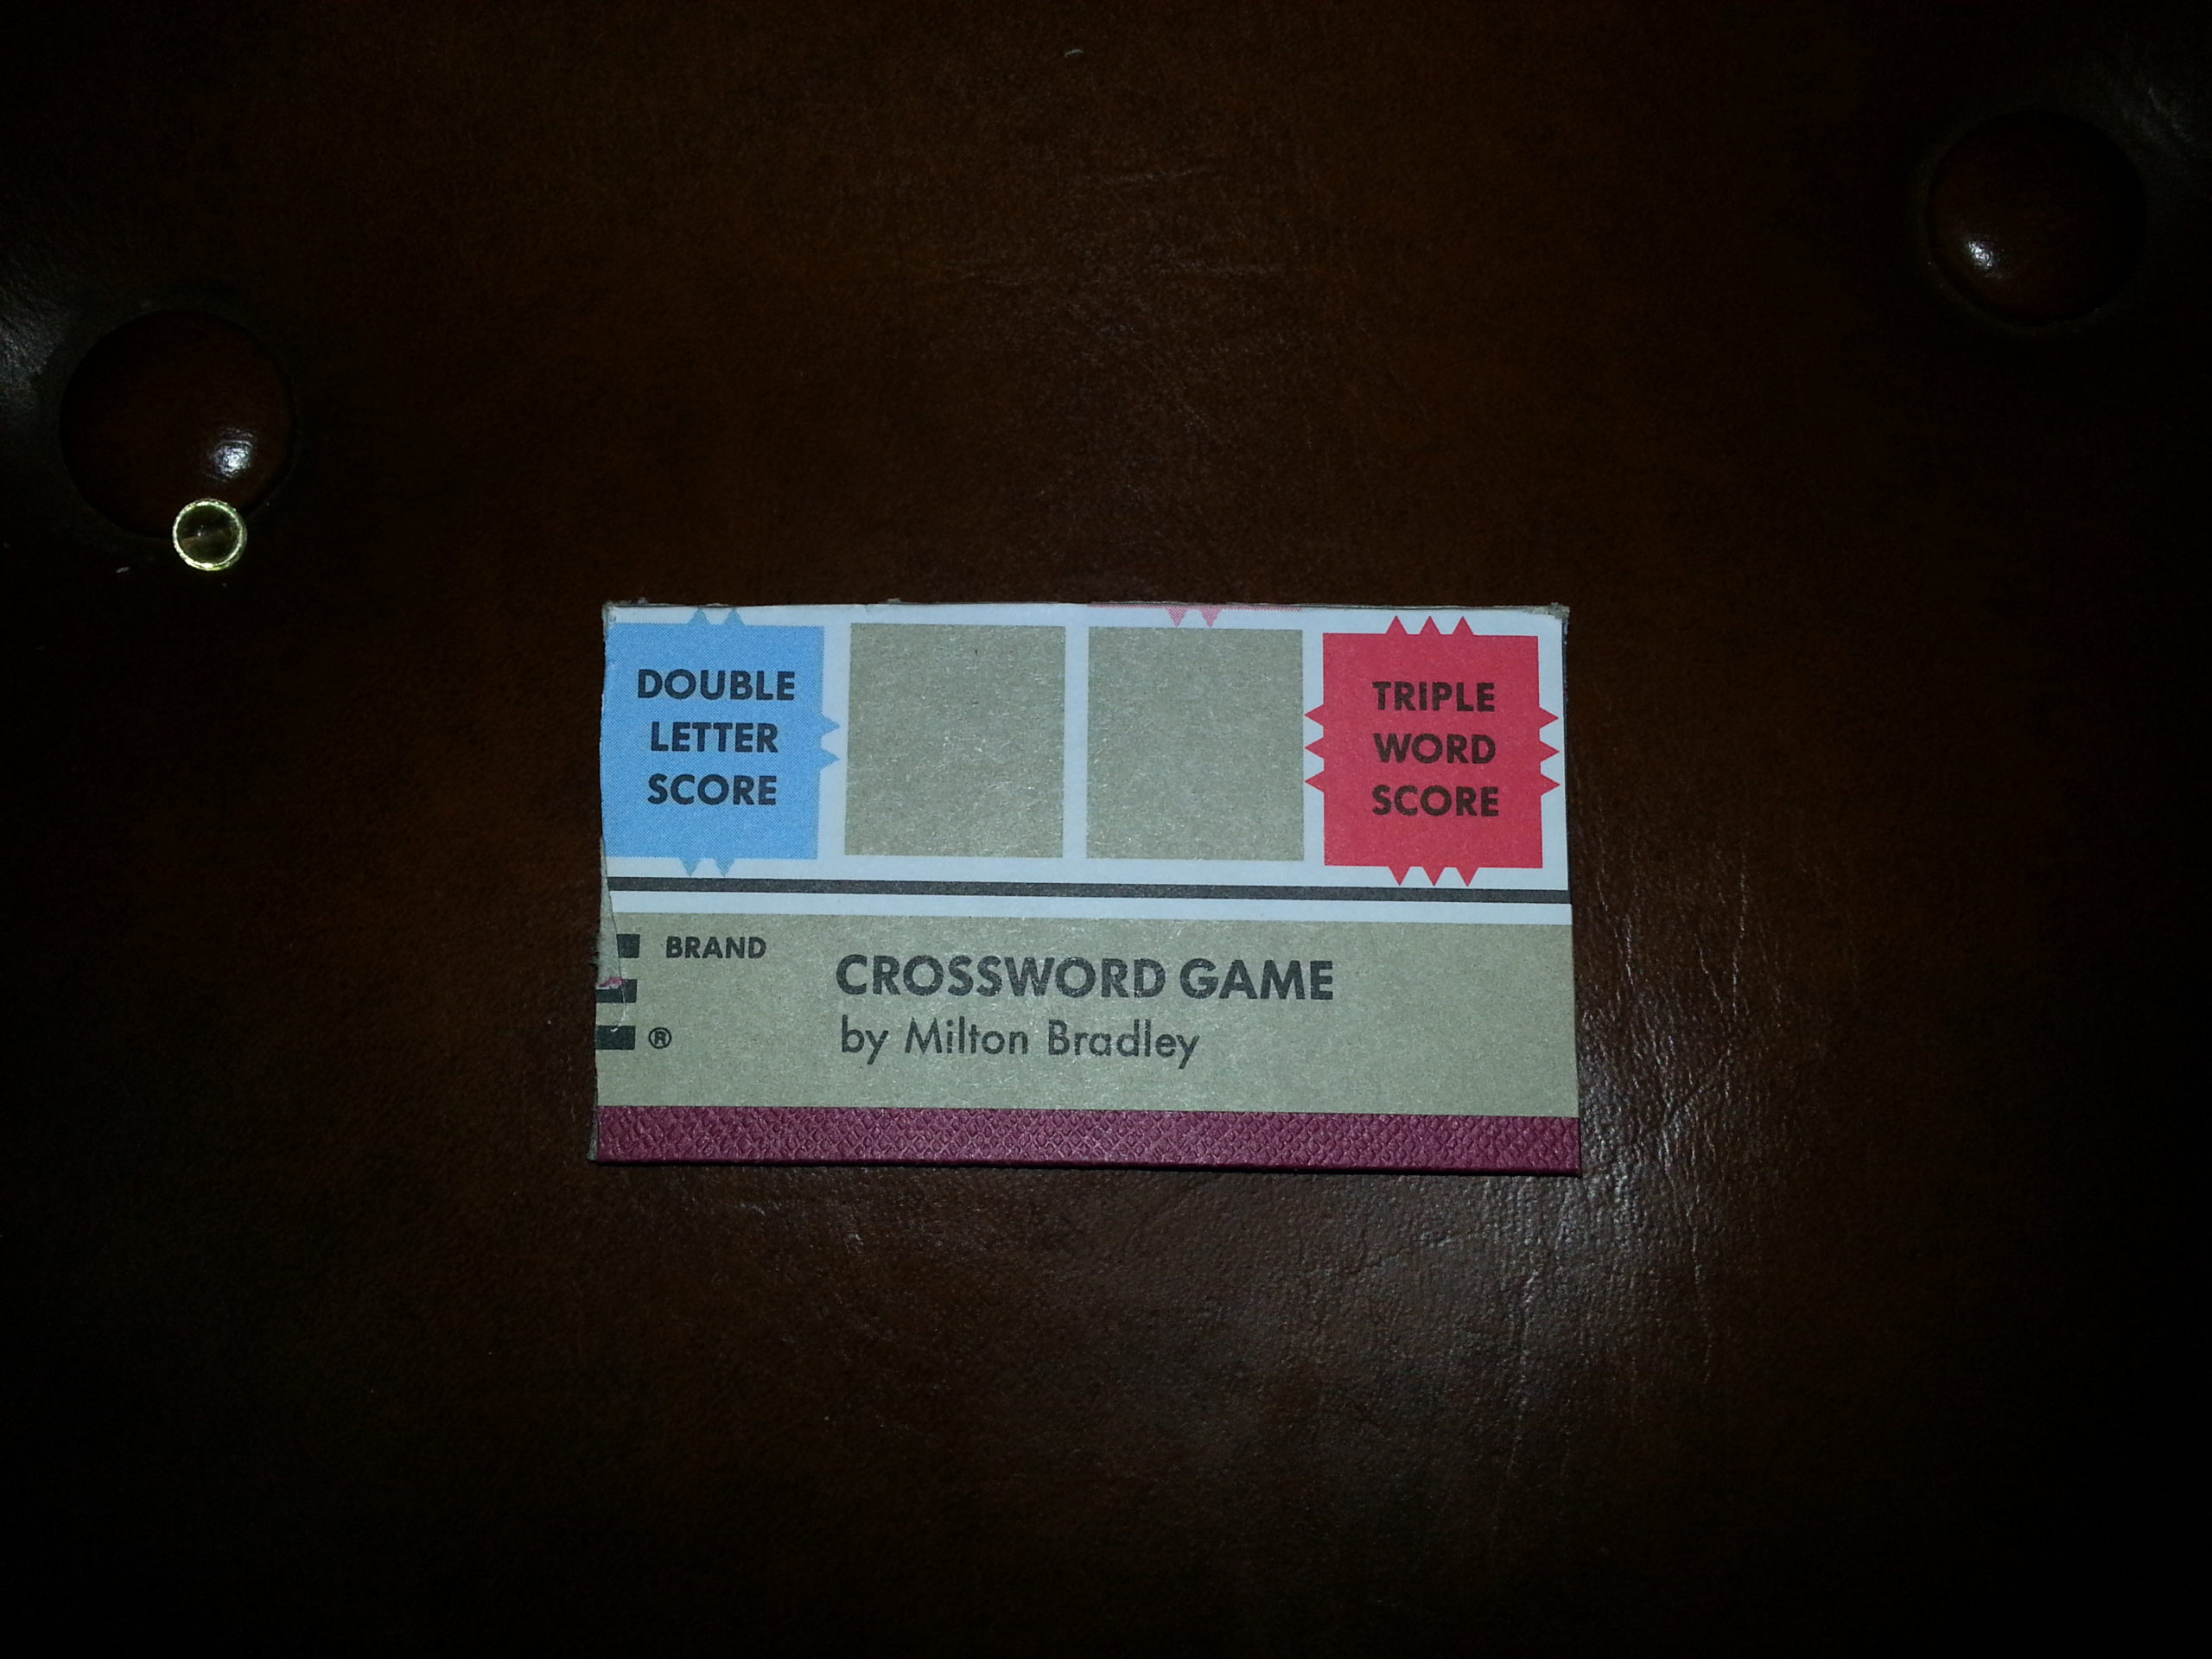 DOUBLE
LETTER
SCORE
TRIPLE
WORD
SCORE
BRAND
®
CROSSWORD GAME
by Milton Bradley